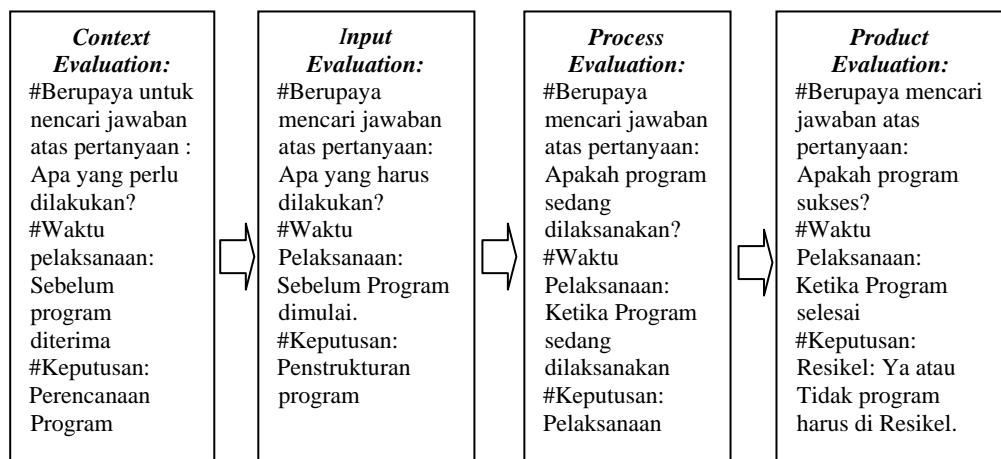 Context
Evaluation:
#Berupaya untuk
nencari jawaban
atas pertanyaan :
Apa yang perlu
dilakukan?
#Waktu
pelaksanaan:
Sebelum
program
diterima
#Keputusan:
Perencanaan
Program
Input
Evaluation:
#Berupaya
mencari jawaban
atas pertanyaan:
Apa yang harus
dilakukan?
#Waktu
Pelaksanaan:
Sebelum Program
dimulai.
#Keputusan:
Penstrukturan
program
Process
Evaluation:
#Berupaya
mencari jawaban
atas pertanyaan:
Apakah program
sedang
dilaksanakan?
#Waktu
Pelaksanaan:
Ketika Program
sedang
dilaksanakan
#Keputusan:
Pelaksanaan
Product
Evaluation:
#Berupaya mencari
jawaban atas
pertanyaan:
Apakah program
sukses?
#Waktu
Pelaksanaan:
Ketika Program
selesai
#Keputusan:
Resikel: Ya atau
Tidak program
harus di Resikel.